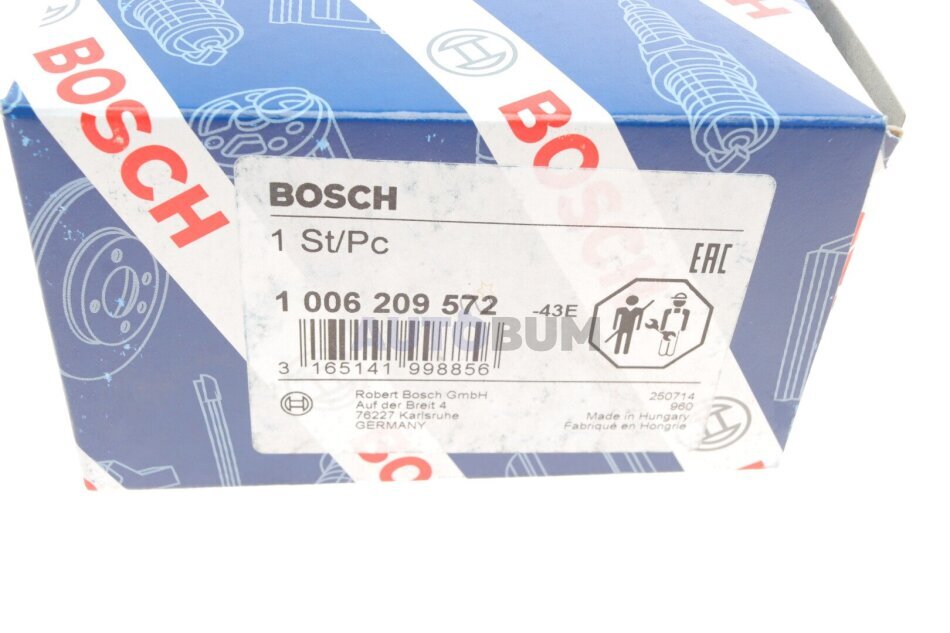 BOSCH
BOSCH
BOSCH
1 St/Pc
EAC
1 006 209 572 -43E
AUTOBUM
3 165141 998856
Robert Bosch GmbH
Auf der Breit 4
76227 Karlsruhe
GERMANY
250714
960
Made in Hungary
Fabriqué en Hongrie